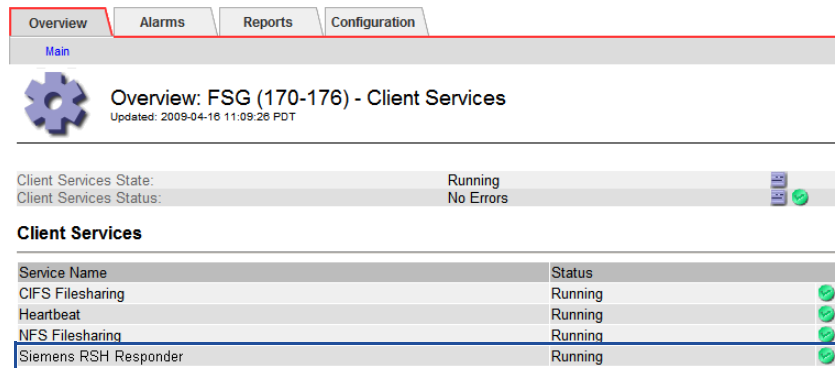 Overview Alarms Reports Configuration
Main
Overview: FSG (170-176) - Client Services
Updated: 2009-04-16 11:09:26 PDT
Client Services State: Running
Client Services Status: No Errors
Client Services
Service Name Status
CIFS Filesharing Running
Heartbeat Running
NFS Filesharing Running
Siemens RSH Responder Running